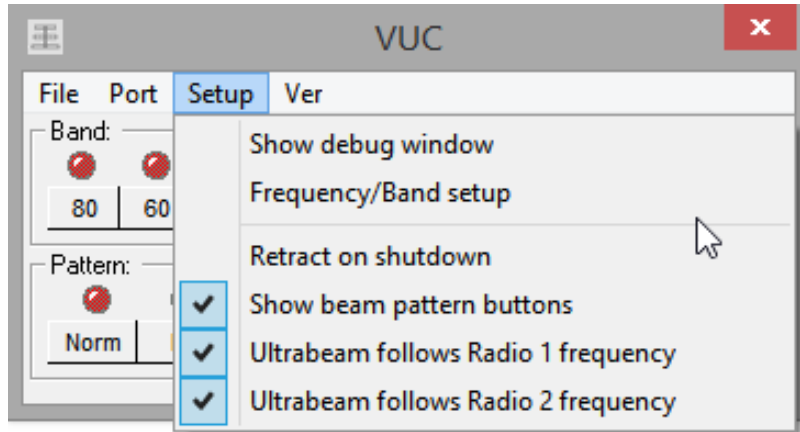 VUC
File Port Setup Ver
Band:
80 60
Pattern:
Norm
Show debug window
Frequency/Band setup
Retract on shutdown
Show beam pattern buttons
Ultrabeam follows Radio 1 frequency
Ultrabeam follows Radio 2 frequency